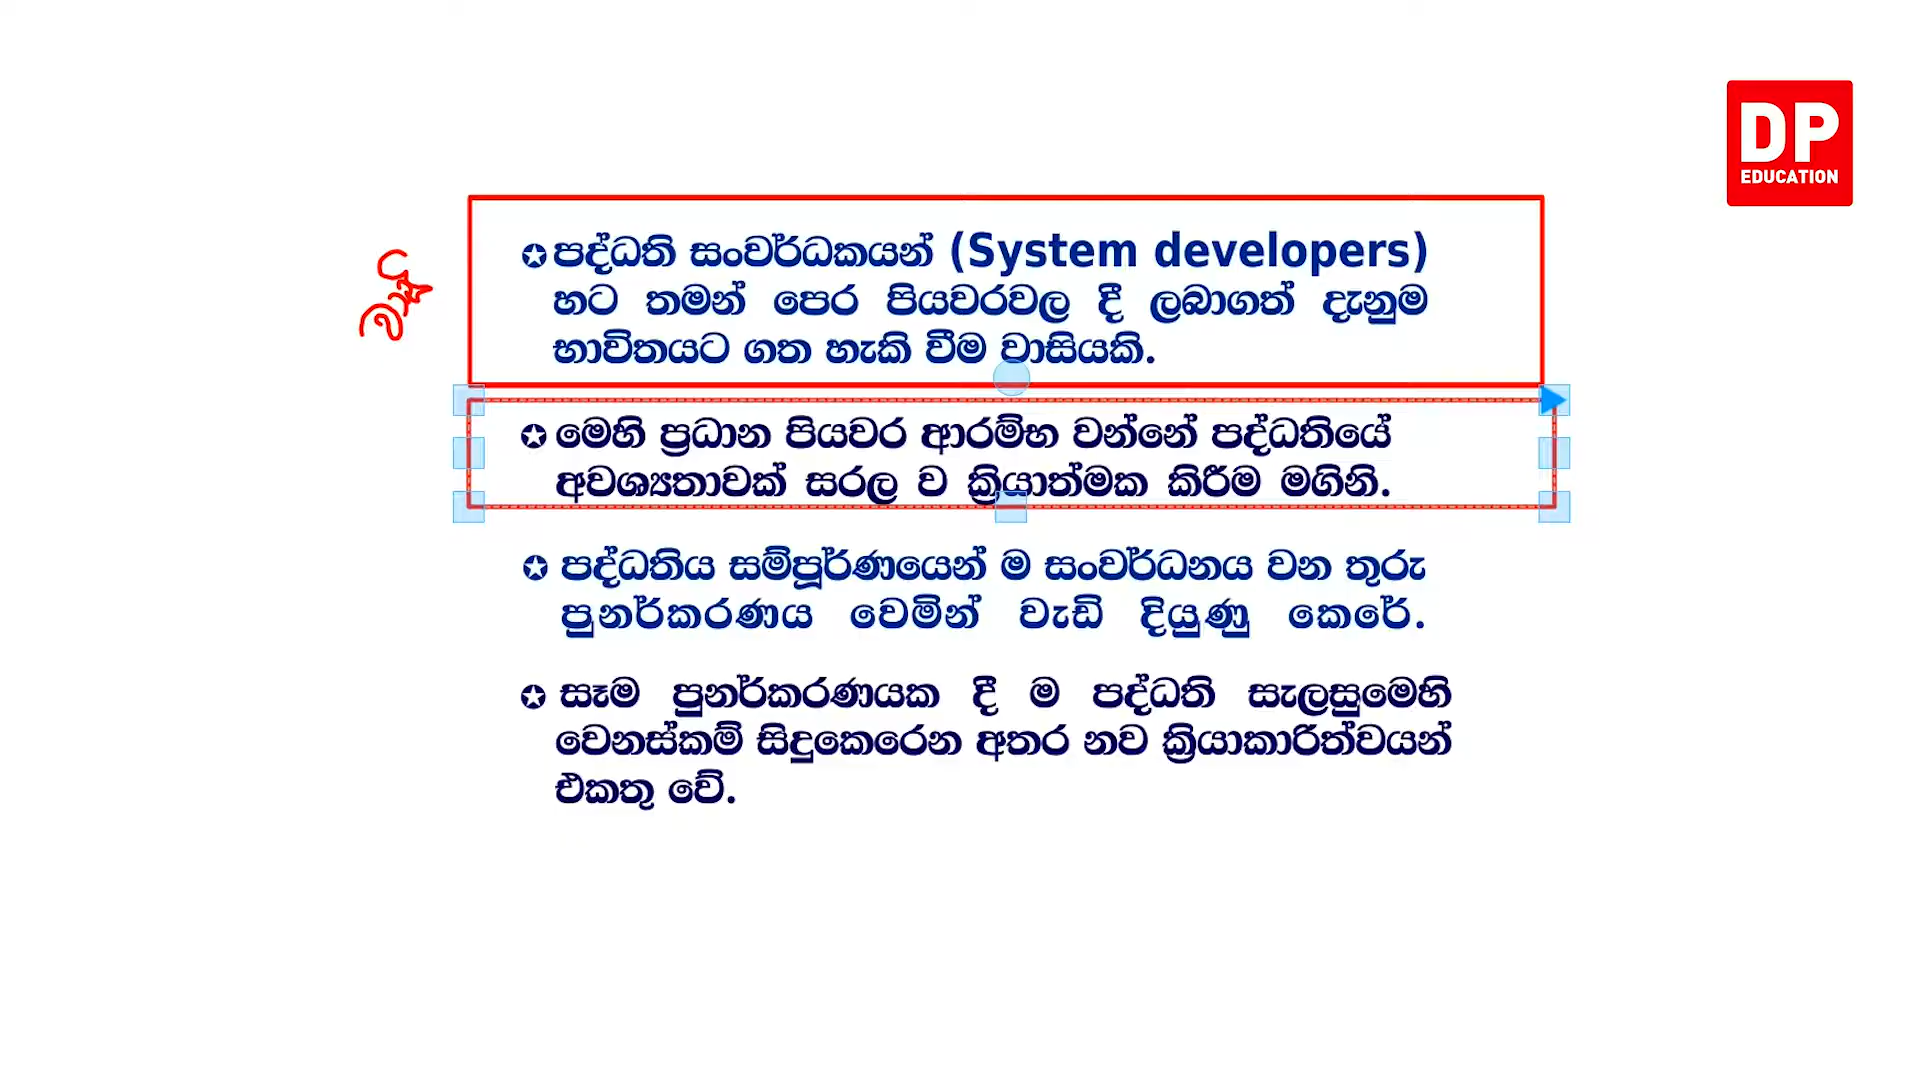 DP
EDUCATION
✪ පද්ධති සංවර්ධකයන් (System developers)
හට තමන් පෙර පියවරවල දී ලබාගත් දැනුම
භාවිතයට ගත හැකි වීම වාසියකි.
✪ මෙහි ප්‍රධාන පියවර ආරම්භ වන්නේ පද්ධතියේ
අවශ්‍යතාවක් සරල ව ක්‍රියාත්මක කිරීම මගිනි.
✪ පද්ධතිය සම්පූර්ණයෙන් ම සංවර්ධනය වන තුරු
පුනර්කරණය වෙමින් වැඩි දියුණු කෙරේ.
✪ සෑම පුනර්කරණයක දී ම පද්ධති සැලසුමෙහි
වෙනස්කම් සිදුකෙරෙන අතර නව ක්‍රියාකාරිත්වයන්
එකතු වේ.